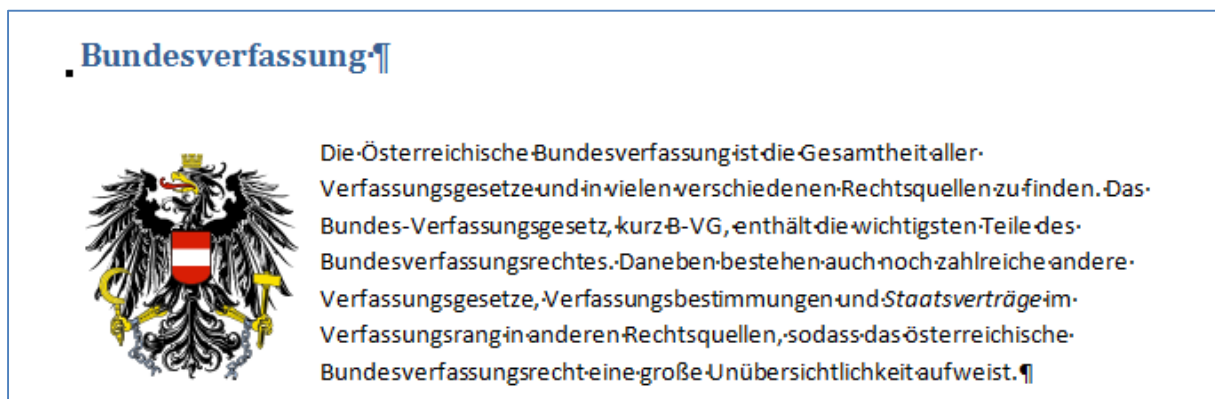 Bundesverfassung¶
Die Österreichische Bundesverfassung ist die Gesamtheit aller
Verfassungsgesetze und in vielen verschiedenen Rechtsquellen zu finden. Das
Bundes-Verfassungsgesetz, kurz B-VG, enthält die wichtigsten Teile des
Bundesverfassungsrechtes. Daneben bestehen auch noch zahlreiche andere
Verfassungsgesetze, Verfassungsbestimmungen und Staatsverträge im
Verfassungsrang in anderen Rechtsquellen, sodass das österreichische
Bundesverfassungsrecht eine große Unübersichtlichkeit aufweist.¶